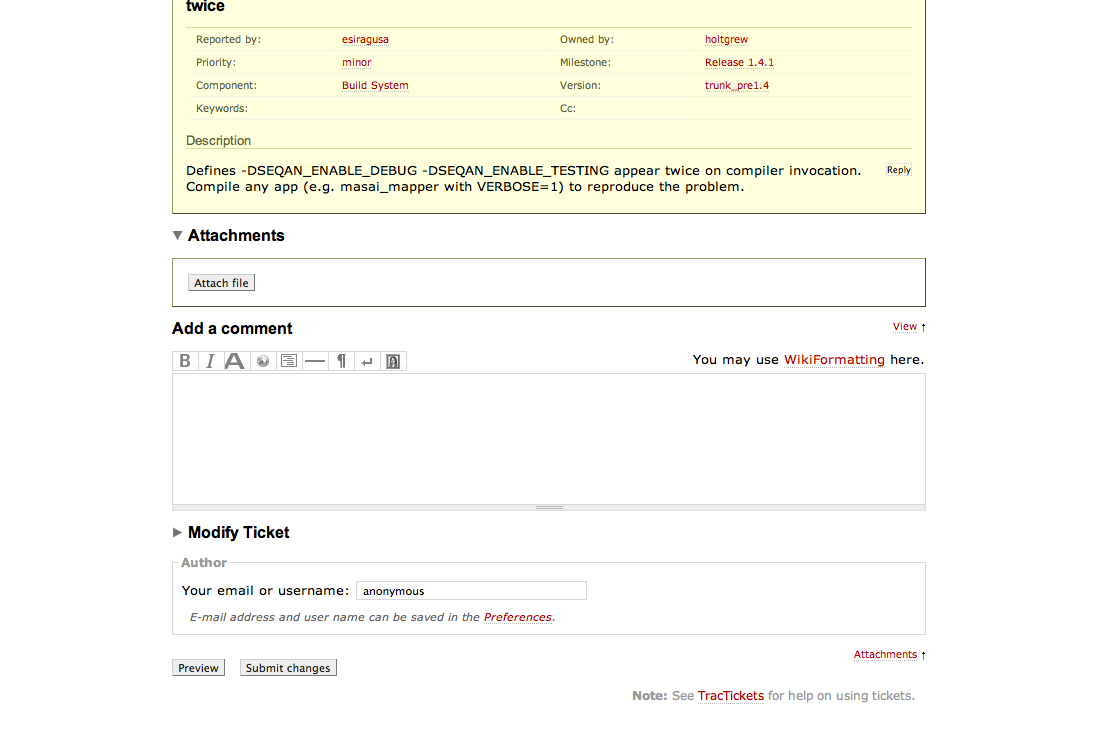 twice
Reported by: esiragusa Owned by: holtgrew
Priority: minor Milestone: Release 1.4.1
Component: Build System Version: trunk_pre1.4
Keywords: Cc:
Description
Defines -DSEQAN_ENABLE_DEBUG -DSEQAN_ENABLE_TESTING appear twice on compiler invocation. Reply
Compile any app (e.g. masai_mapper with VERBOSE=1) to reproduce the problem.
▼ Attachments
Attach file
Add a comment View ↑
B I A ¶ ↵ You may use WikiFormatting here.
▶ Modify Ticket
Author
Your email or username: anonymous
E-mail address and user name can be saved in the Preferences.
Attachments ↑
Preview Submit changes
Note: See TracTickets for help on using tickets.